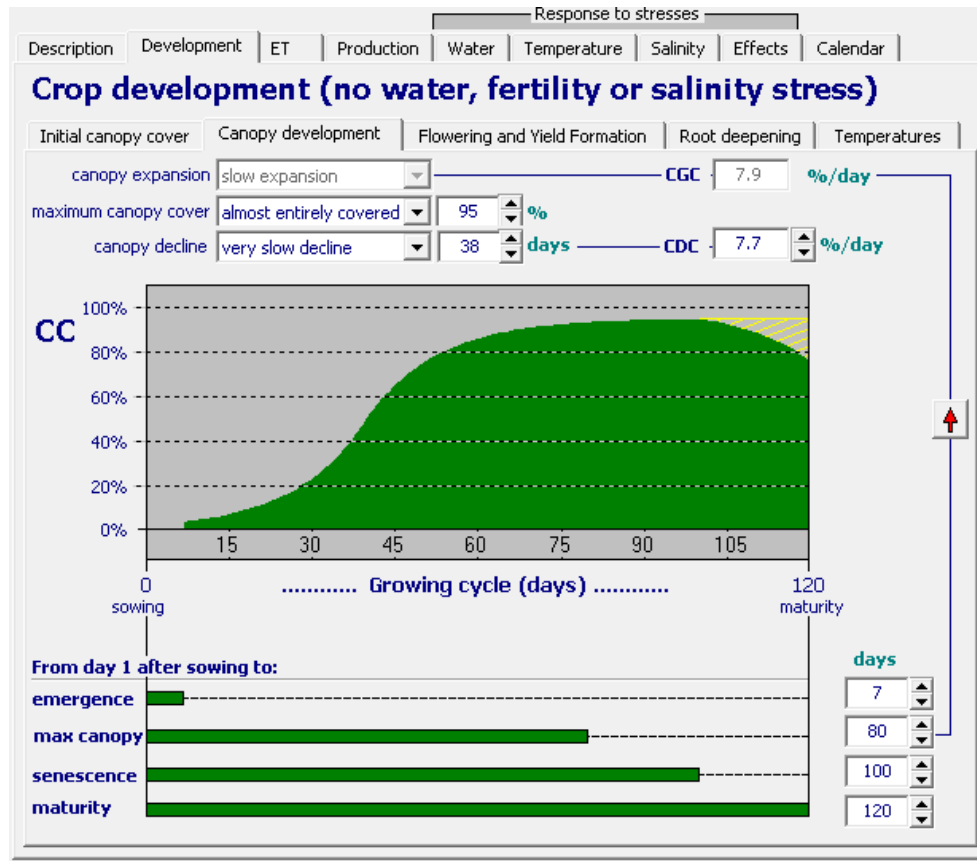 Response to stresses
Description Development ET Production Water Temperature Salinity Effects Calendar
Crop development (no water, fertility or salinity stress)
Initial canopy cover Canopy development Flowering and Yield Formation Root deepening Temperatures
canopy expansion slow expansion CGC 7.9 %/day
maximum canopy cover almost entirely covered 95 %
canopy decline very slow decline 38 days CDC 7.7 %/day
100%
CC
80%
60%
40%
20%
0%
15 30 45 60 75 90 105
0 ............ Growing cycle (days) ............ 120
sowing maturity
From day 1 after sowing to: days
emergence 7
max canopy 80
senescence 100
maturity 120